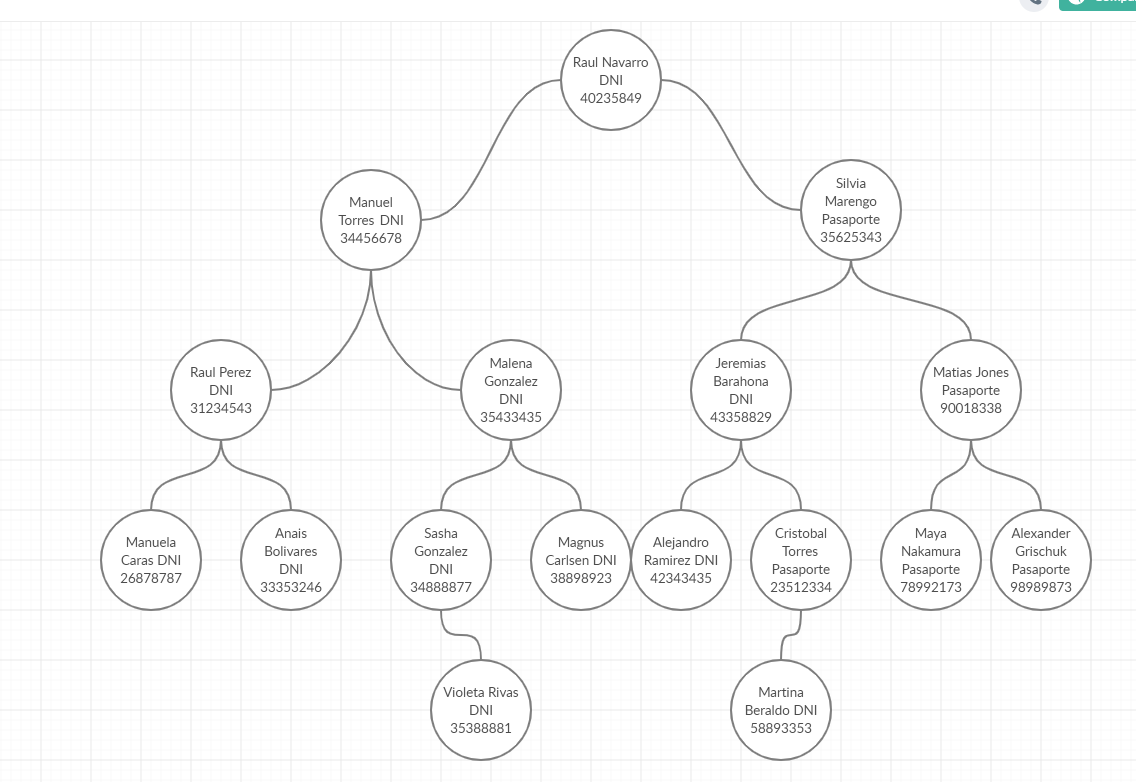 Raul Navarro
DNI
40235849
Manuel
Torres DNI
34456678
Silvia
Marengo
Pasaporte
35625343
Raul Perez
DNI
31234543
Malena
Gonzalez
DNI
35433435
Jeremias
Barahona
DNI
43358829
Matias Jones
Pasaporte
90018338
Manuela
Caras DNI
26878787
Anais
Bolivares
DNI
33353246
Sasha
Gonzalez
DNI
34888877
Magnus
Carlsen DNI
38898923
Alejandro
Ramirez DNI
42343435
Cristobal
Torres
Pasaporte
23512334
Maya
Nakamura
Pasaporte
78992173
Alexander
Grischuk
Pasaporte
98989873
Violeta Rivas
DNI
35388881
Martina
Beraldo DNI
58893353